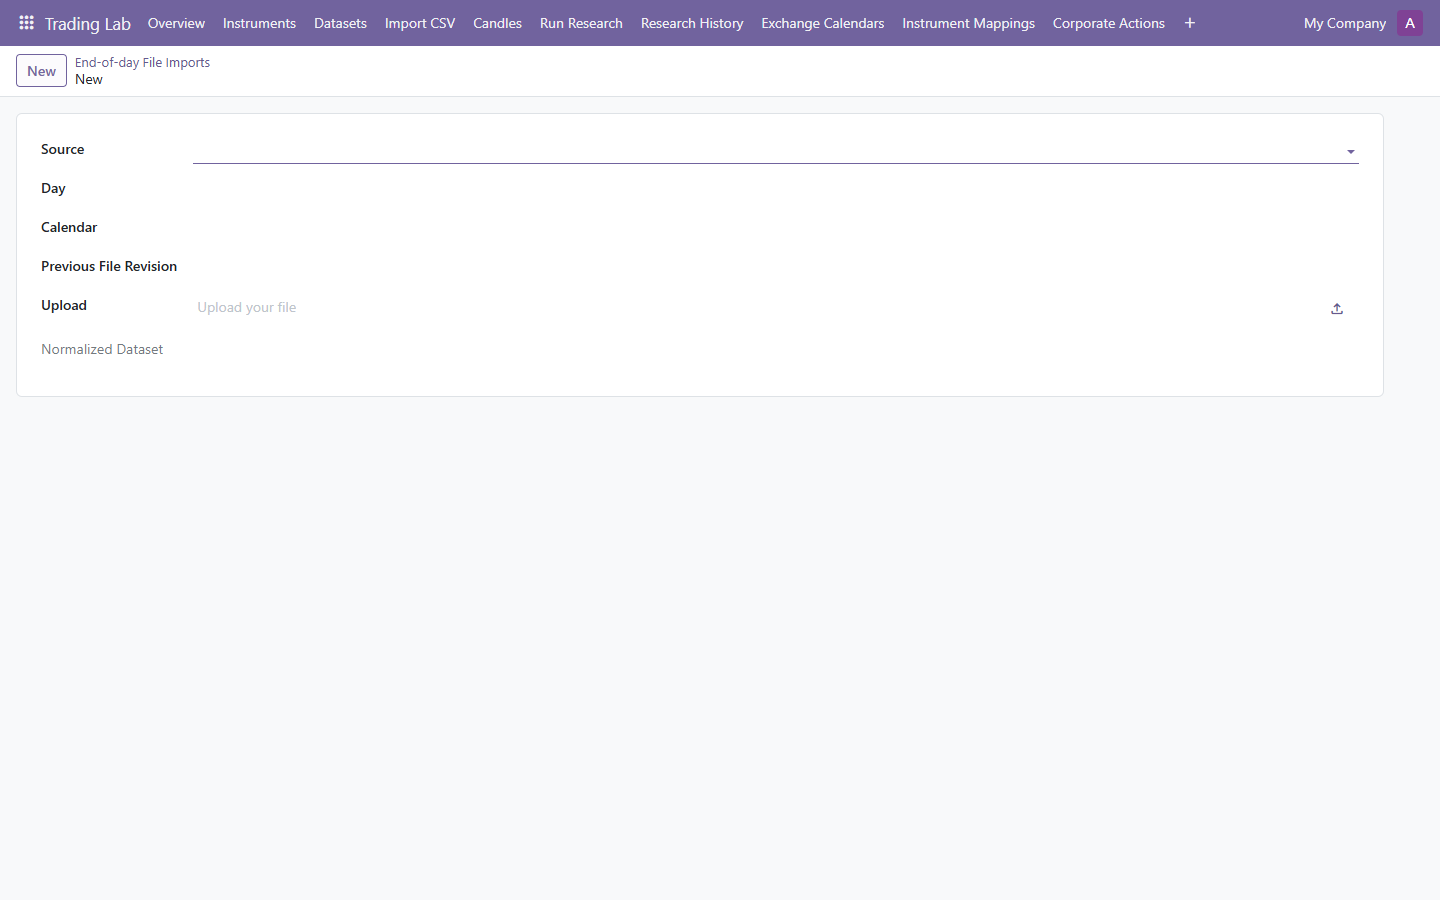 Trading Lab Overview Instruments Datasets Import CSV Candles Run Research Research History Exchange Calendars Instrument Mappings Corporate Actions + My Company A
New
End-of-day File Imports
New
Source
Day
Calendar
Previous File Revision
Upload Upload your file
Normalized Dataset